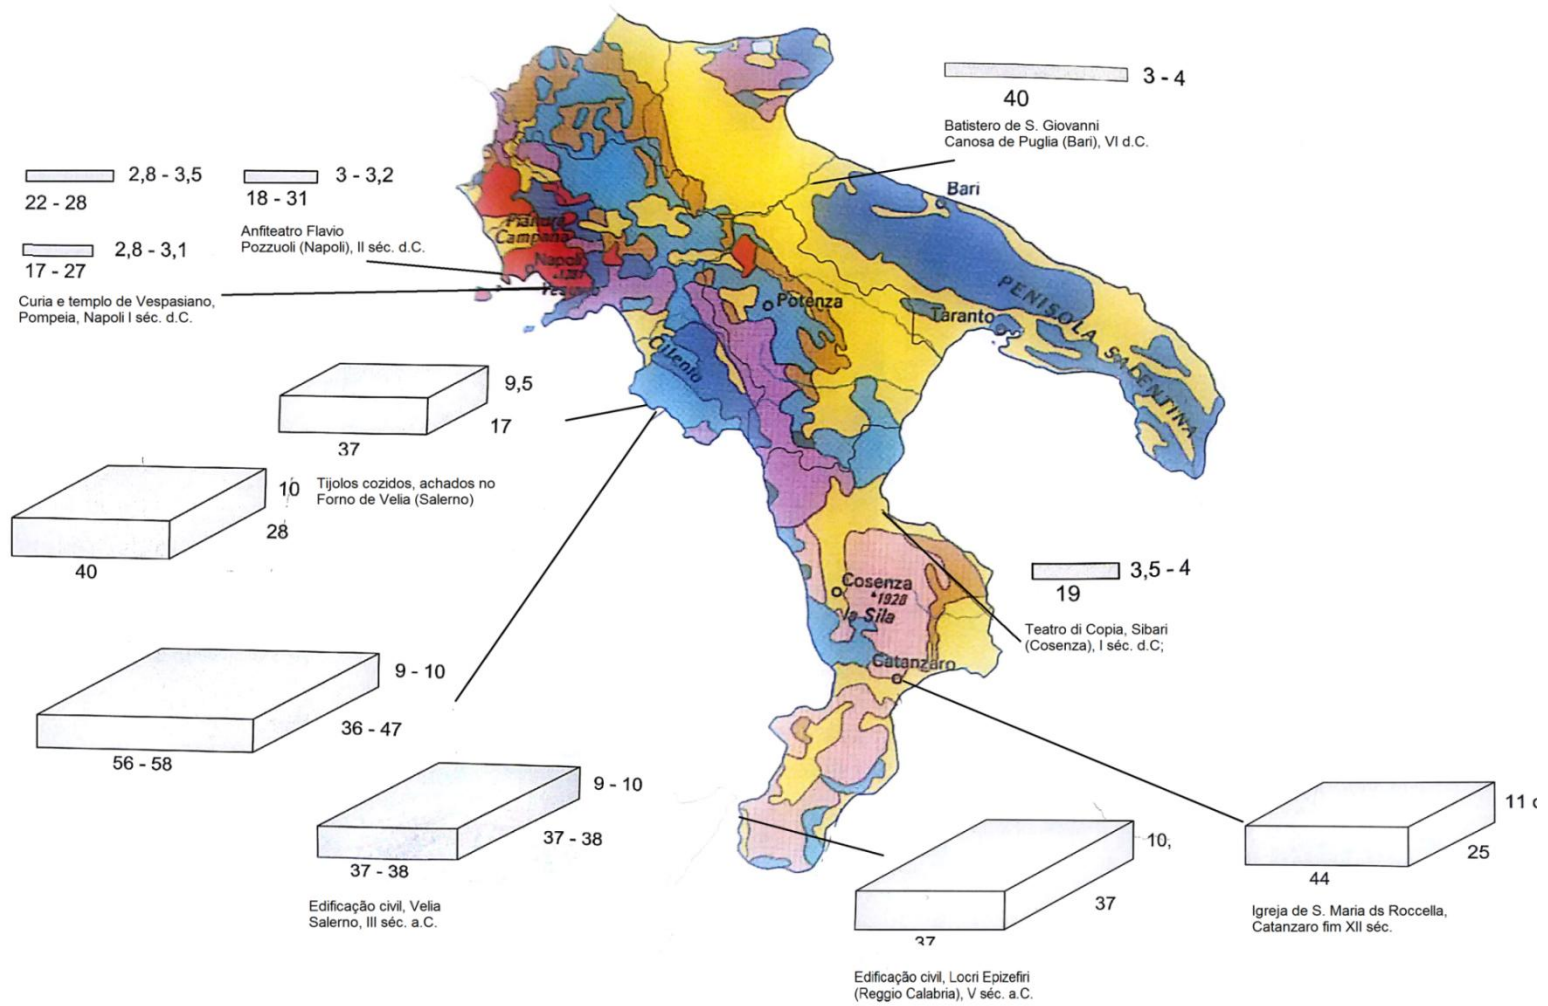 3 - 4
40
Batistero de S. Giovanni
Canosa de Puglia (Bari), VI d.C.
2,8 - 3,5
22 - 28
3 - 3,2
18 - 31
Anfiteatro Flavio
Pozzuoli (Napoli), II séc. d.C.
2,8 - 3,1
17 - 27
Curia e templo de Vespasiano,
Pompeia, Napoli I séc. d.C.
Bari
Pianura
Campana
Napoli
Potenza
Taranto
PENISOLA SALENTINA
Cilento
9,5
17
37
Tijolos cozidos, achados no
Forno de Velia (Salerno)
10
28
40
Cosenza
1928
La Sila
Catanzaro
3,5 - 4
19
Teatro di Copia, Sibari
(Cosenza), I séc. d.C;
9 - 10
36 - 47
56 - 58
9 - 10
37 - 38
37 - 38
Edificação civil, Velia
Salerno, III séc. a.C.
10,
37
37
Edificação civil, Locri Epizefiri
(Reggio Calabria), V séc. a.C.
11
25
44
Igreja de S. Maria ds Roccella,
Catanzaro fim XII séc.